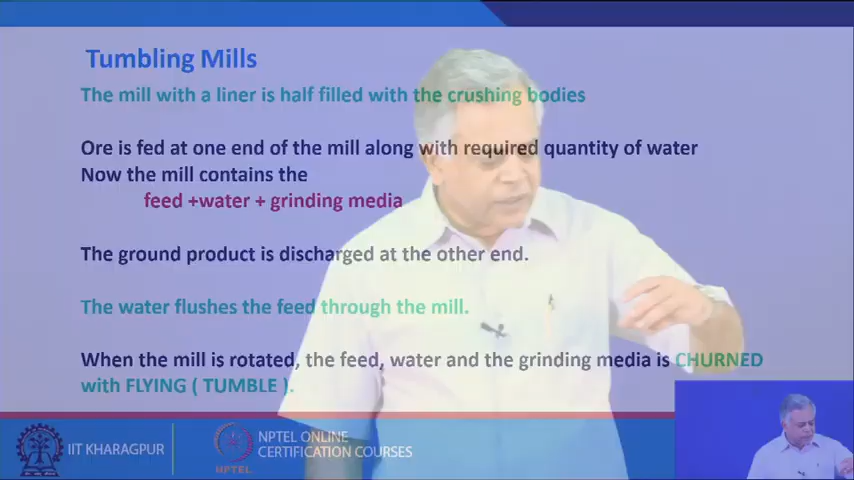 Tumbling Mills
The mill with a liner is half filled with the crushing bodies
Ore is fed at one end of the mill along with required quantity of water
Now the mill contains the
feed +water + grinding media
The ground product is discharged at the other end.
The water flushes the feed through the mill.
When the mill is rotated, the feed, water and the grinding media is CHURNED
with FLYING ( TUMBLE ).
IIT KHARAGPUR
NPTEL
NPTEL ONLINE
CERTIFICATION COURSES